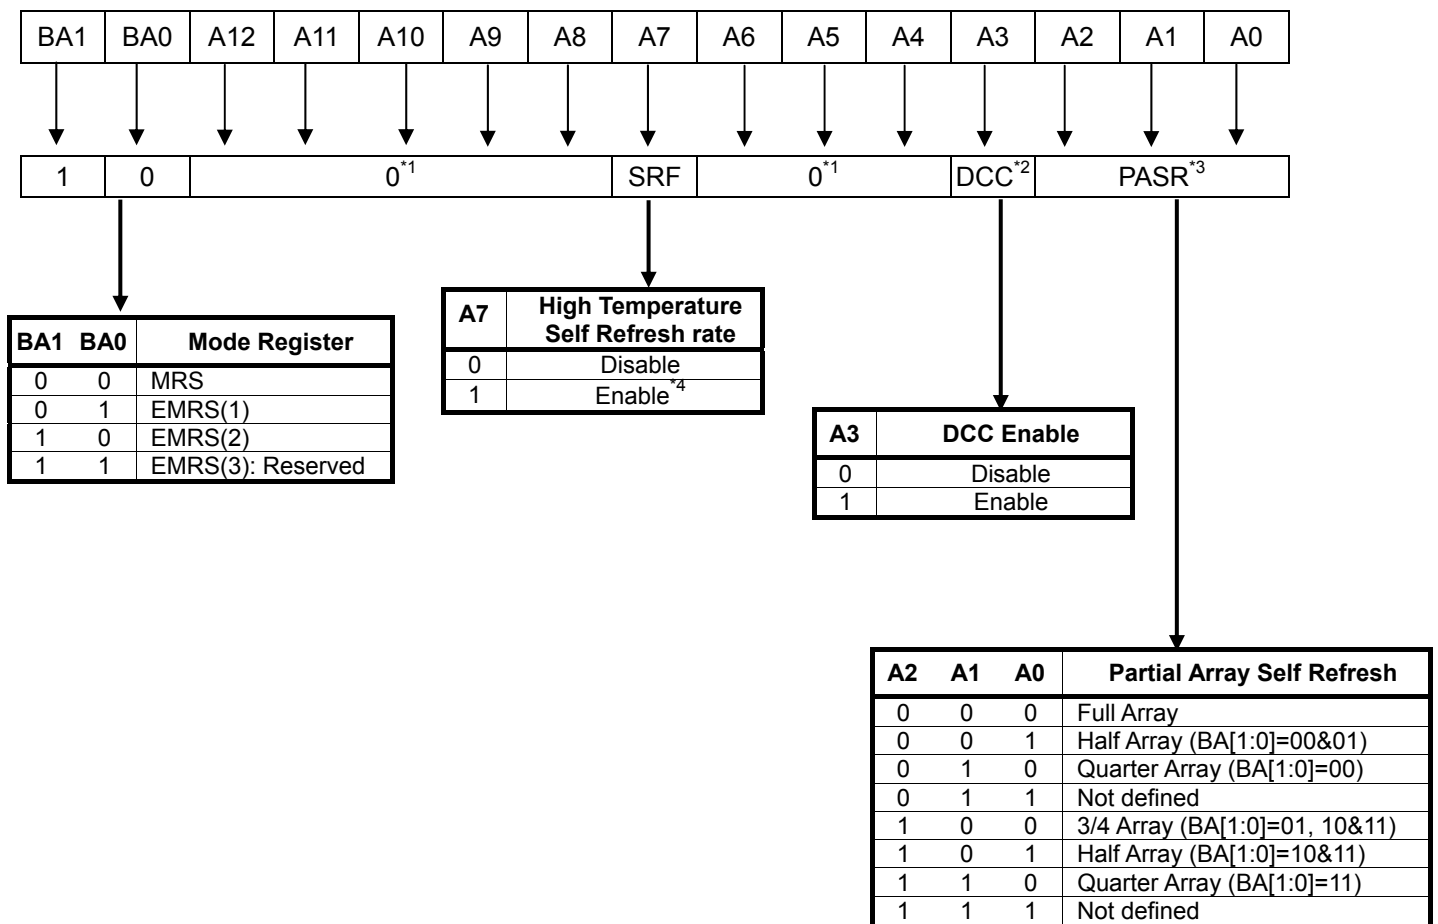 BA1 BA0 A12 A11 A10 A9 A8 A7 A6 A5 A4 A3 A2 A1 A0
1 0 0*1 SRF 0*1 DCC*2 PASR*3
BA1 BA0 Mode Register
0 0 MRS
0 1 EMRS(1)
1 0 EMRS(2)
1 1 EMRS(3): Reserved
A7 High Temperature
Self Refresh rate
0 Disable
1 Enable*4
A3 DCC Enable
0 Disable
1 Enable
A2 A1 A0 Partial Array Self Refresh
0 0 0 Full Array
0 0 1 Half Array (BA[1:0]=00&01)
0 1 0 Quarter Array (BA[1:0]=00)
0 1 1 Not defined
1 0 0 3/4 Array (BA[1:0]=01, 10&11)
1 0 1 Half Array (BA[1:0]=10&11)
1 1 0 Quarter Array (BA[1:0]=11)
1 1 1 Not defined